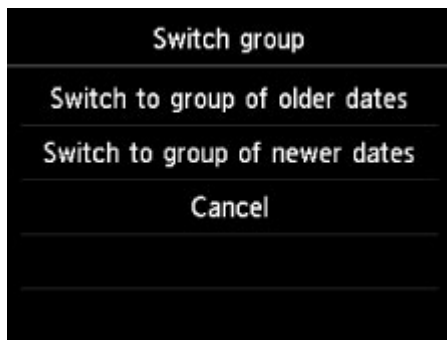 Switch group
Switch to group of older dates
Switch to group of newer dates
Cancel